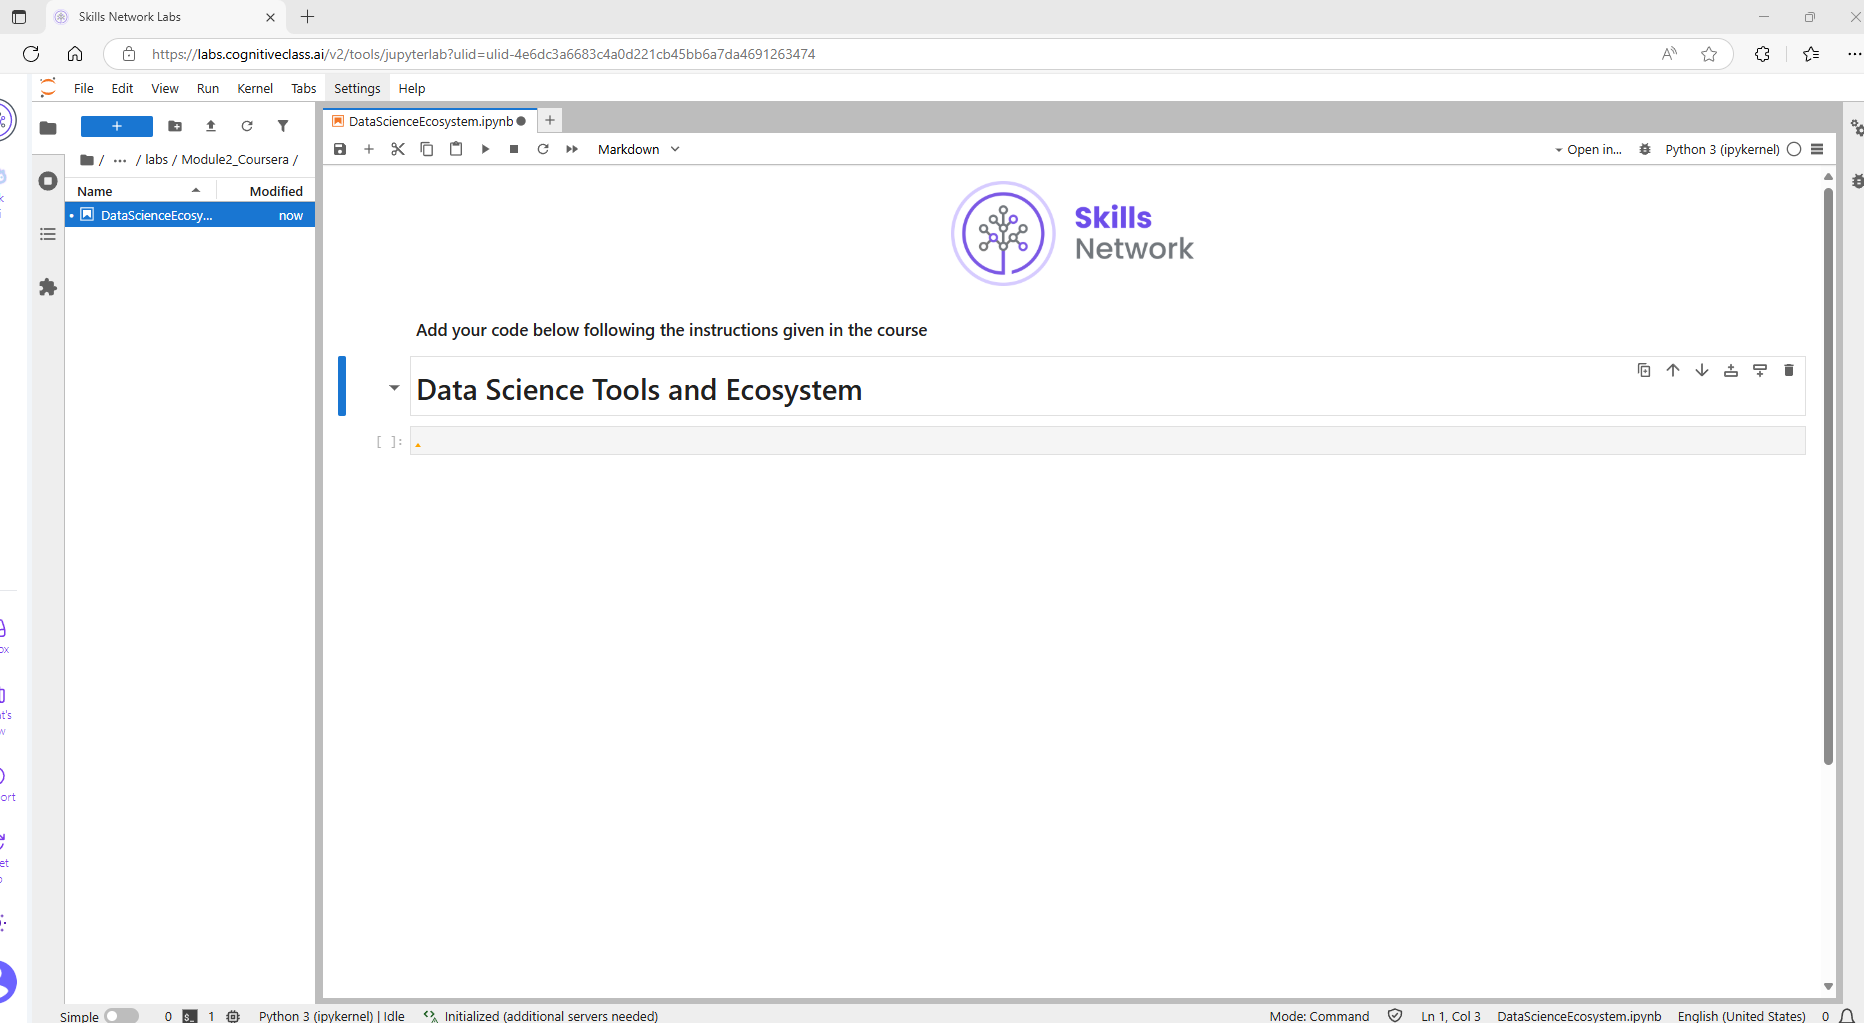 Skills Network Labs
https://labs.cognitiveclass.ai/v2/tools/jupyterlab?ulid=ulid-4e6dc3a6683c4a0d221cb45bb6a7da4691263474
File Edit View Run Kernel Tabs Settings Help
DataScienceEcosystem.ipynb
Markdown
Open in...
Python 3 (ipykernel)
/ ... / labs / Module2_Coursera /
Name Modified
DataScienceEcosy... now
Skills
Network
Add your code below following the instructions given in the course
Data Science Tools and Ecosystem
[ ]:
Simple 0 1 Python 3 (ipykernel) | Idle Initialized (additional servers needed) Mode: Command Ln 1, Col 3 DataScienceEcosystem.ipynb English (United States) 0